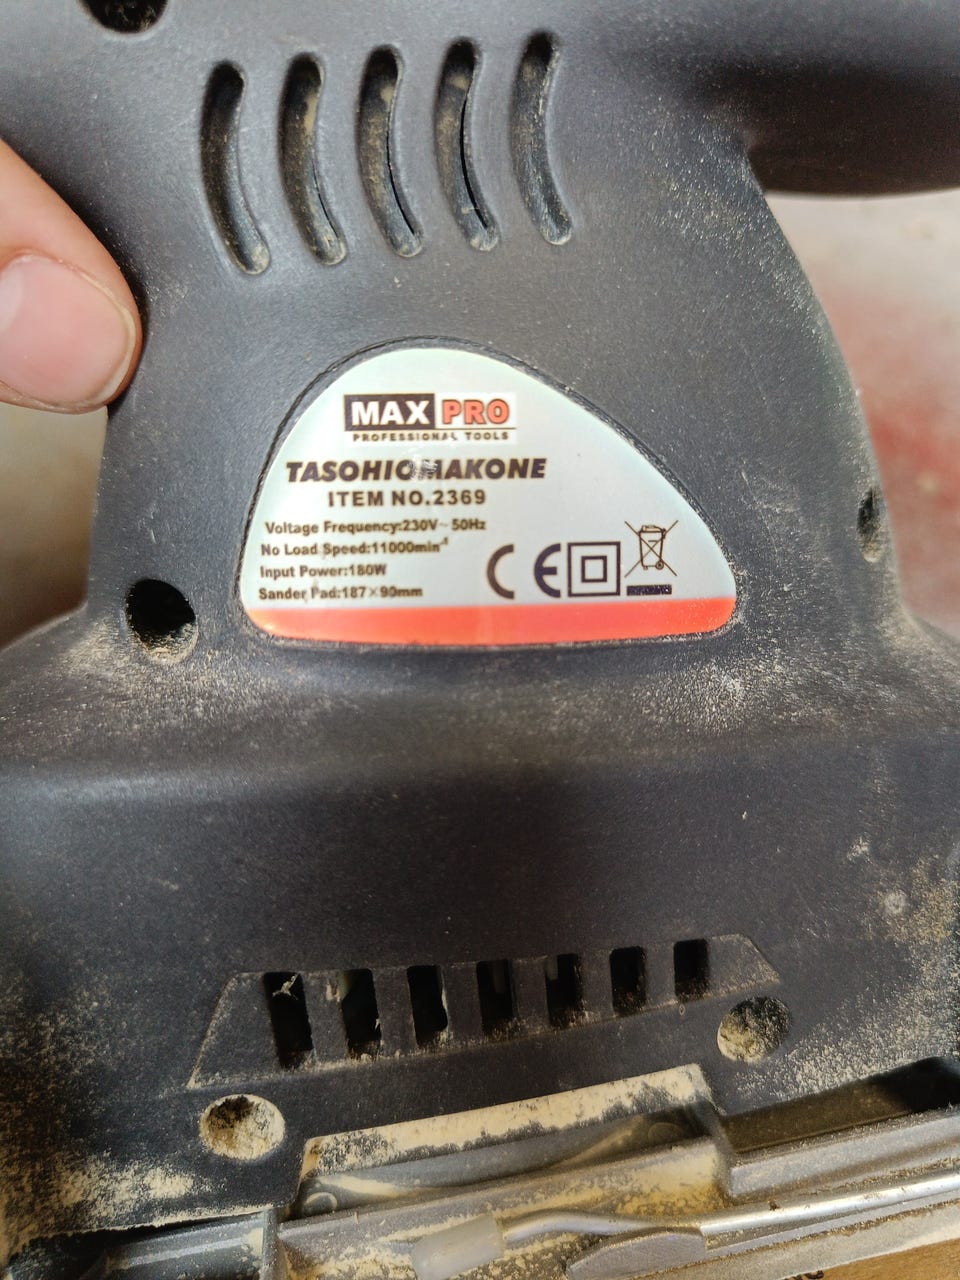 MAX PRO
PROFESSIONAL TOOLS
TASOHIOMAKONE
ITEM NO.2369
Voltage Frequency:230V~50Hz
No Load Speed:11000min⁻¹
Input Power:180W
Sander Pad:187×90mm
CE